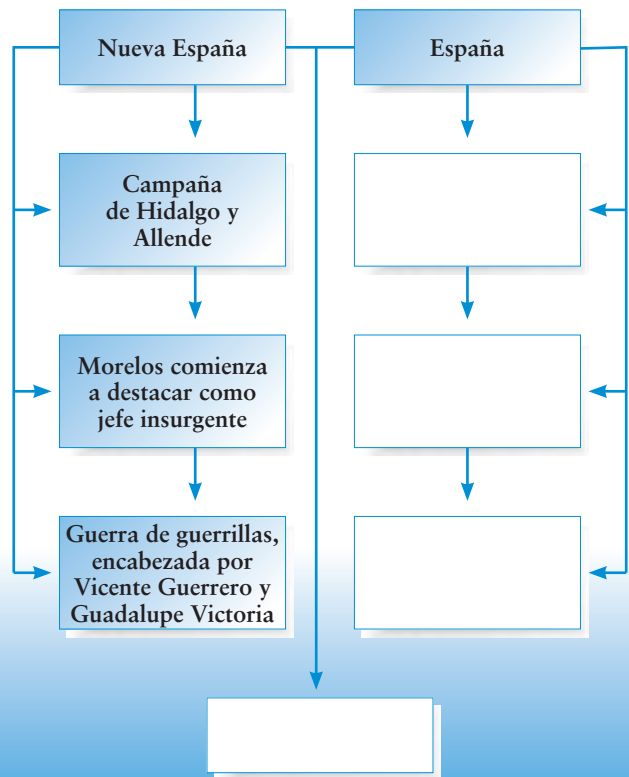 Nueva España
España
Campaña
de Hidalgo y
Allende
Morelos comienza
a destacar como
jefe insurgente
Guerra de guerrillas,
encabezada por
Vicente Guerrero y
Guadalupe Victoria